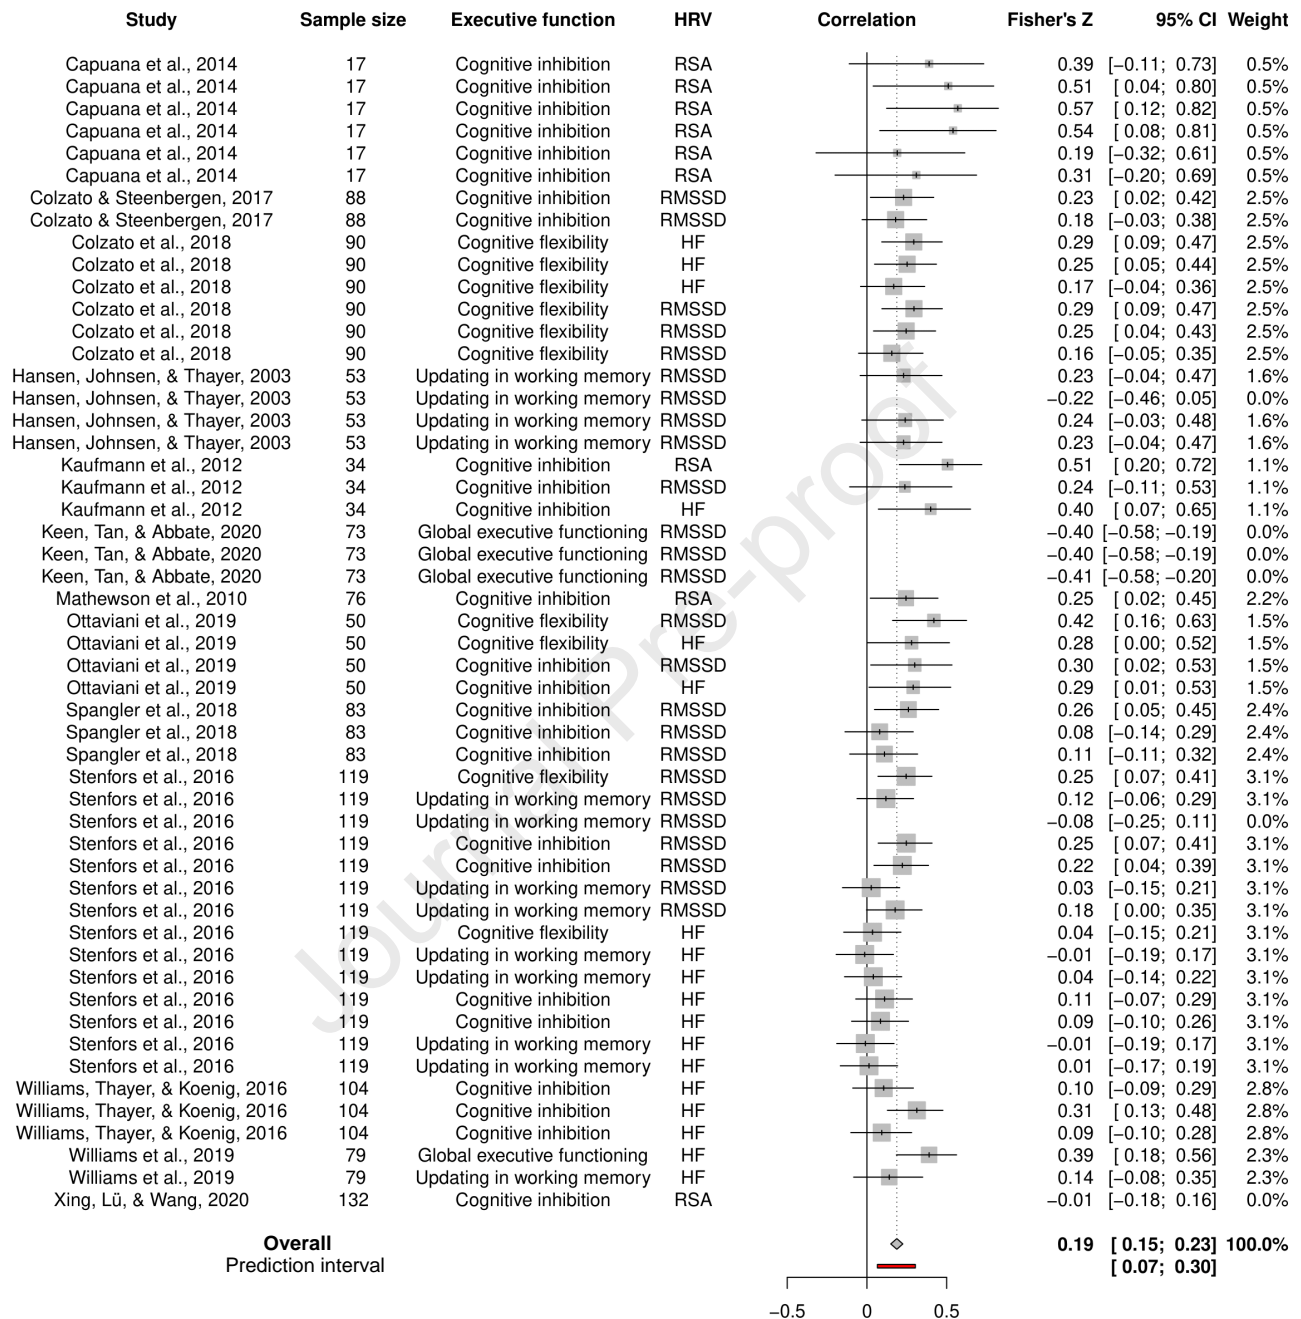 Study Sample size Executive function HRV Correlation Fisher's Z 95% CI Weight
Capuana et al., 2014 17 Cognitive inhibition RSA 0.39 [−0.11; 0.73] 0.5%
Capuana et al., 2014 17 Cognitive inhibition RSA 0.51 [ 0.04; 0.80] 0.5%
Capuana et al., 2014 17 Cognitive inhibition RSA 0.57 [ 0.12; 0.82] 0.5%
Capuana et al., 2014 17 Cognitive inhibition RSA 0.54 [ 0.08; 0.81] 0.5%
Capuana et al., 2014 17 Cognitive inhibition RSA 0.19 [−0.32; 0.61] 0.5%
Capuana et al., 2014 17 Cognitive inhibition RSA 0.31 [−0.20; 0.69] 0.5%
Colzato & Steenbergen, 2017 88 Cognitive inhibition RMSSD 0.23 [ 0.02; 0.42] 2.5%
Colzato & Steenbergen, 2017 88 Cognitive inhibition RMSSD 0.18 [−0.03; 0.38] 2.5%
Colzato et al., 2018 90 Cognitive flexibility HF 0.29 [ 0.09; 0.47] 2.5%
Colzato et al., 2018 90 Cognitive flexibility HF 0.25 [ 0.05; 0.44] 2.5%
Colzato et al., 2018 90 Cognitive flexibility HF 0.17 [−0.04; 0.36] 2.5%
Colzato et al., 2018 90 Cognitive flexibility RMSSD 0.29 [ 0.09; 0.47] 2.5%
Colzato et al., 2018 90 Cognitive flexibility RMSSD 0.25 [ 0.04; 0.43] 2.5%
Colzato et al., 2018 90 Cognitive flexibility RMSSD 0.16 [−0.05; 0.35] 2.5%
Hansen, Johnsen, & Thayer, 2003 53 Updating in working memory RMSSD 0.23 [−0.04; 0.47] 1.6%
Hansen, Johnsen, & Thayer, 2003 53 Updating in working memory RMSSD −0.22 [−0.46; 0.05] 0.0%
Hansen, Johnsen, & Thayer, 2003 53 Updating in working memory RMSSD 0.24 [−0.03; 0.48] 1.6%
Hansen, Johnsen, & Thayer, 2003 53 Updating in working memory RMSSD 0.23 [−0.04; 0.47] 1.6%
Kaufmann et al., 2012 34 Cognitive inhibition RSA 0.51 [ 0.20; 0.72] 1.1%
Kaufmann et al., 2012 34 Cognitive inhibition RMSSD 0.24 [−0.11; 0.53] 1.1%
Kaufmann et al., 2012 34 Cognitive inhibition HF 0.40 [ 0.07; 0.65] 1.1%
Keen, Tan, & Abbate, 2020 73 Global executive functioning RMSSD −0.40 [−0.58; −0.19] 0.0%
Keen, Tan, & Abbate, 2020 73 Global executive functioning RMSSD −0.40 [−0.58; −0.19] 0.0%
Keen, Tan, & Abbate, 2020 73 Global executive functioning RMSSD −0.41 [−0.58; −0.20] 0.0%
Mathewson et al., 2010 76 Cognitive inhibition RSA 0.25 [ 0.02; 0.45] 2.2%
Ottaviani et al., 2019 50 Cognitive flexibility RMSSD 0.42 [ 0.16; 0.63] 1.5%
Ottaviani et al., 2019 50 Cognitive flexibility HF 0.28 [ 0.00; 0.52] 1.5%
Ottaviani et al., 2019 50 Cognitive inhibition RMSSD 0.30 [ 0.02; 0.53] 1.5%
Ottaviani et al., 2019 50 Cognitive inhibition HF 0.29 [ 0.01; 0.53] 1.5%
Spangler et al., 2018 83 Cognitive inhibition RMSSD 0.26 [ 0.05; 0.45] 2.4%
Spangler et al., 2018 83 Cognitive inhibition RMSSD 0.08 [−0.14; 0.29] 2.4%
Spangler et al., 2018 83 Cognitive inhibition RMSSD 0.11 [−0.11; 0.32] 2.4%
Stenfors et al., 2016 119 Cognitive flexibility RMSSD 0.25 [ 0.07; 0.41] 3.1%
Stenfors et al., 2016 119 Updating in working memory RMSSD 0.12 [−0.06; 0.29] 3.1%
Stenfors et al., 2016 119 Updating in working memory RMSSD −0.08 [−0.25; 0.11] 0.0%
Stenfors et al., 2016 119 Cognitive inhibition RMSSD 0.25 [ 0.07; 0.41] 3.1%
Stenfors et al., 2016 119 Cognitive inhibition RMSSD 0.22 [ 0.04; 0.39] 3.1%
Stenfors et al., 2016 119 Updating in working memory RMSSD 0.03 [−0.15; 0.21] 3.1%
Stenfors et al., 2016 119 Updating in working memory RMSSD 0.18 [ 0.00; 0.35] 3.1%
Stenfors et al., 2016 119 Cognitive flexibility HF 0.04 [−0.15; 0.21] 3.1%
Stenfors et al., 2016 119 Updating in working memory HF −0.01 [−0.19; 0.17] 3.1%
Stenfors et al., 2016 119 Updating in working memory HF 0.04 [−0.14; 0.22] 3.1%
Stenfors et al., 2016 119 Cognitive inhibition HF 0.11 [−0.07; 0.29] 3.1%
Stenfors et al., 2016 119 Cognitive inhibition HF 0.09 [−0.10; 0.26] 3.1%
Stenfors et al., 2016 119 Updating in working memory HF −0.01 [−0.19; 0.17] 3.1%
Stenfors et al., 2016 119 Updating in working memory HF 0.01 [−0.17; 0.19] 3.1%
Williams, Thayer, & Koenig, 2016 104 Cognitive inhibition HF 0.10 [−0.09; 0.29] 2.8%
Williams, Thayer, & Koenig, 2016 104 Cognitive inhibition HF 0.31 [ 0.13; 0.48] 2.8%
Williams, Thayer, & Koenig, 2016 104 Cognitive inhibition HF 0.09 [−0.10; 0.28] 2.8%
Williams et al., 2019 79 Global executive functioning HF 0.39 [ 0.18; 0.56] 2.3%
Williams et al., 2019 79 Updating in working memory HF 0.14 [−0.08; 0.35] 2.3%
Xing, Lü, & Wang, 2020 132 Cognitive inhibition RSA −0.01 [−0.18; 0.16] 0.0%
Overall 0.19 [ 0.15; 0.23] 100.0%
Prediction interval [ 0.07; 0.30]
−0.5 0 0.5
Journal Pre-proof